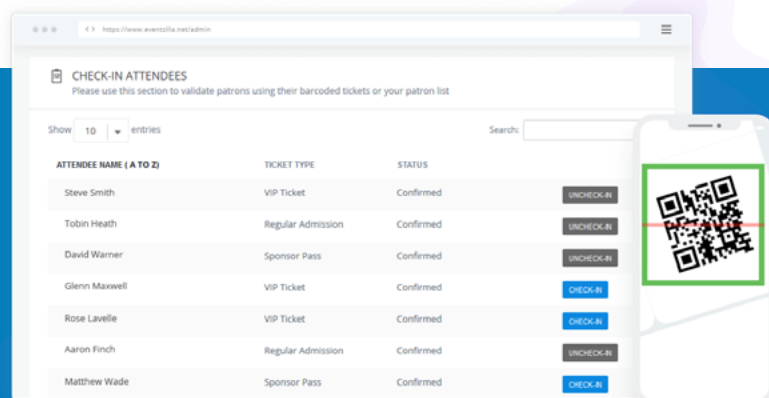 https://www.eventzilla.net/admin
CHECK-IN ATTENDEES
Please use this section to validate patrons using their barcoded tickets or your patron list
Show 10 entries Search:
ATTENDEE NAME ( A TO Z) TICKET TYPE STATUS
Steve Smith VIP Ticket Confirmed UNCHECK-IN
Tobin Heath Regular Admission Confirmed UNCHECK-IN
David Warner Sponsor Pass Confirmed UNCHECK-IN
Glenn Maxwell VIP Ticket Confirmed CHECK-IN
Rose Lavelle VIP Ticket Confirmed CHECK-IN
Aaron Finch Regular Admission Confirmed UNCHECK-IN
Matthew Wade Sponsor Pass Confirmed CHECK-IN